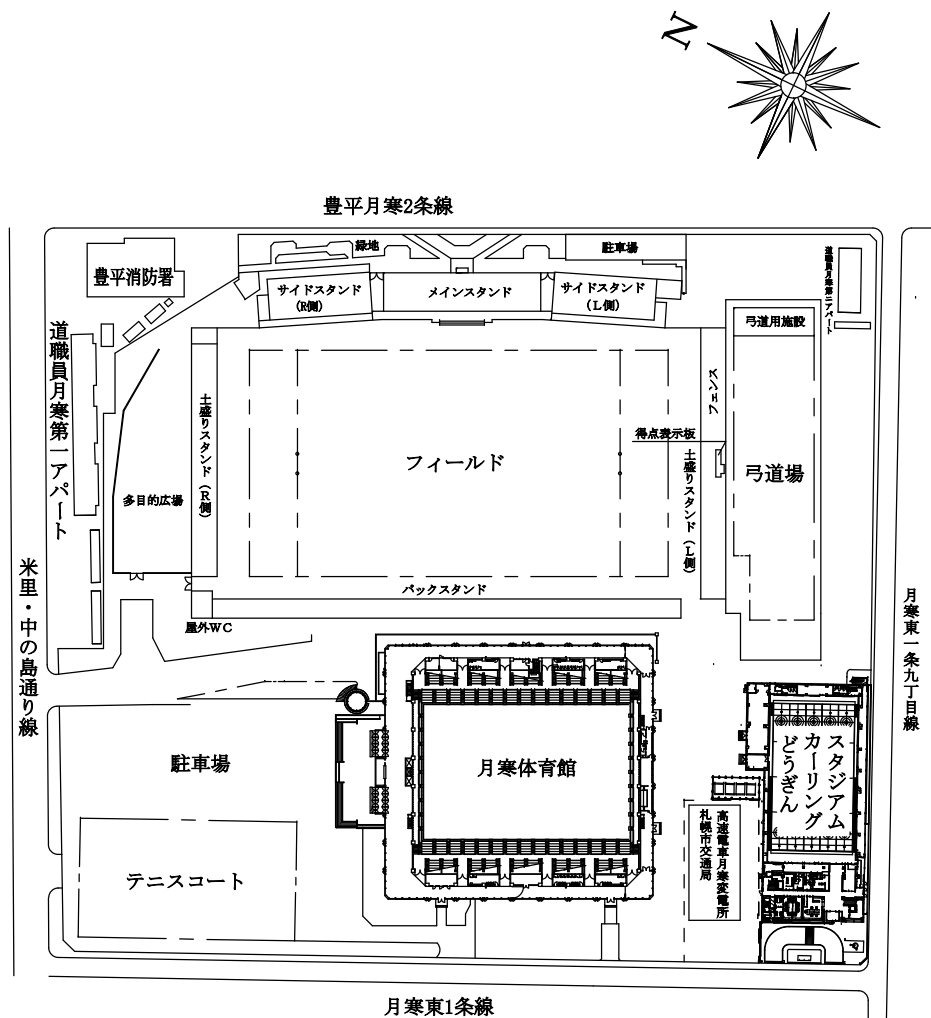 N
豊平月寒2条線
豊平消防署
緑地
駐車場
サイドスタンド
(R側)
メインスタンド
サイドスタンド
(L側)
道職員月寒第二アパート
弓道用施設
道職員月寒第一アパート
土盛りスタンド(R側)
フェンス
得点表示板
フィールド
多目的広場
土盛りスタンド(L側)
弓道場
バックスタンド
屋外WC
米里・中の島通り線
月寒東一条九丁目線
駐車場
月寒体育館
どうぎん
カーリング
スタジアム
札幌市交通局
高速電車月寒変電所
テニスコート
月寒東1条線